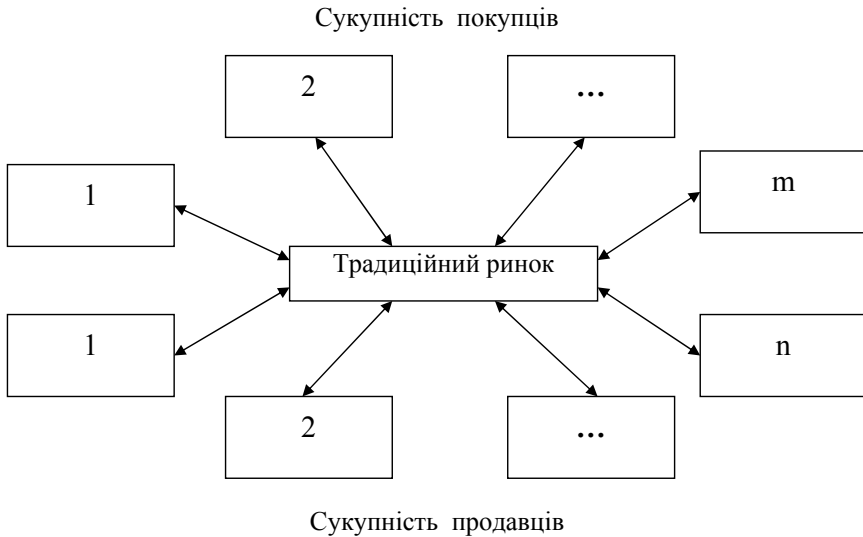 Сукупність покупців
2
...
1
m
Традиційний ринок
1
n
2
...
Сукупність продавців